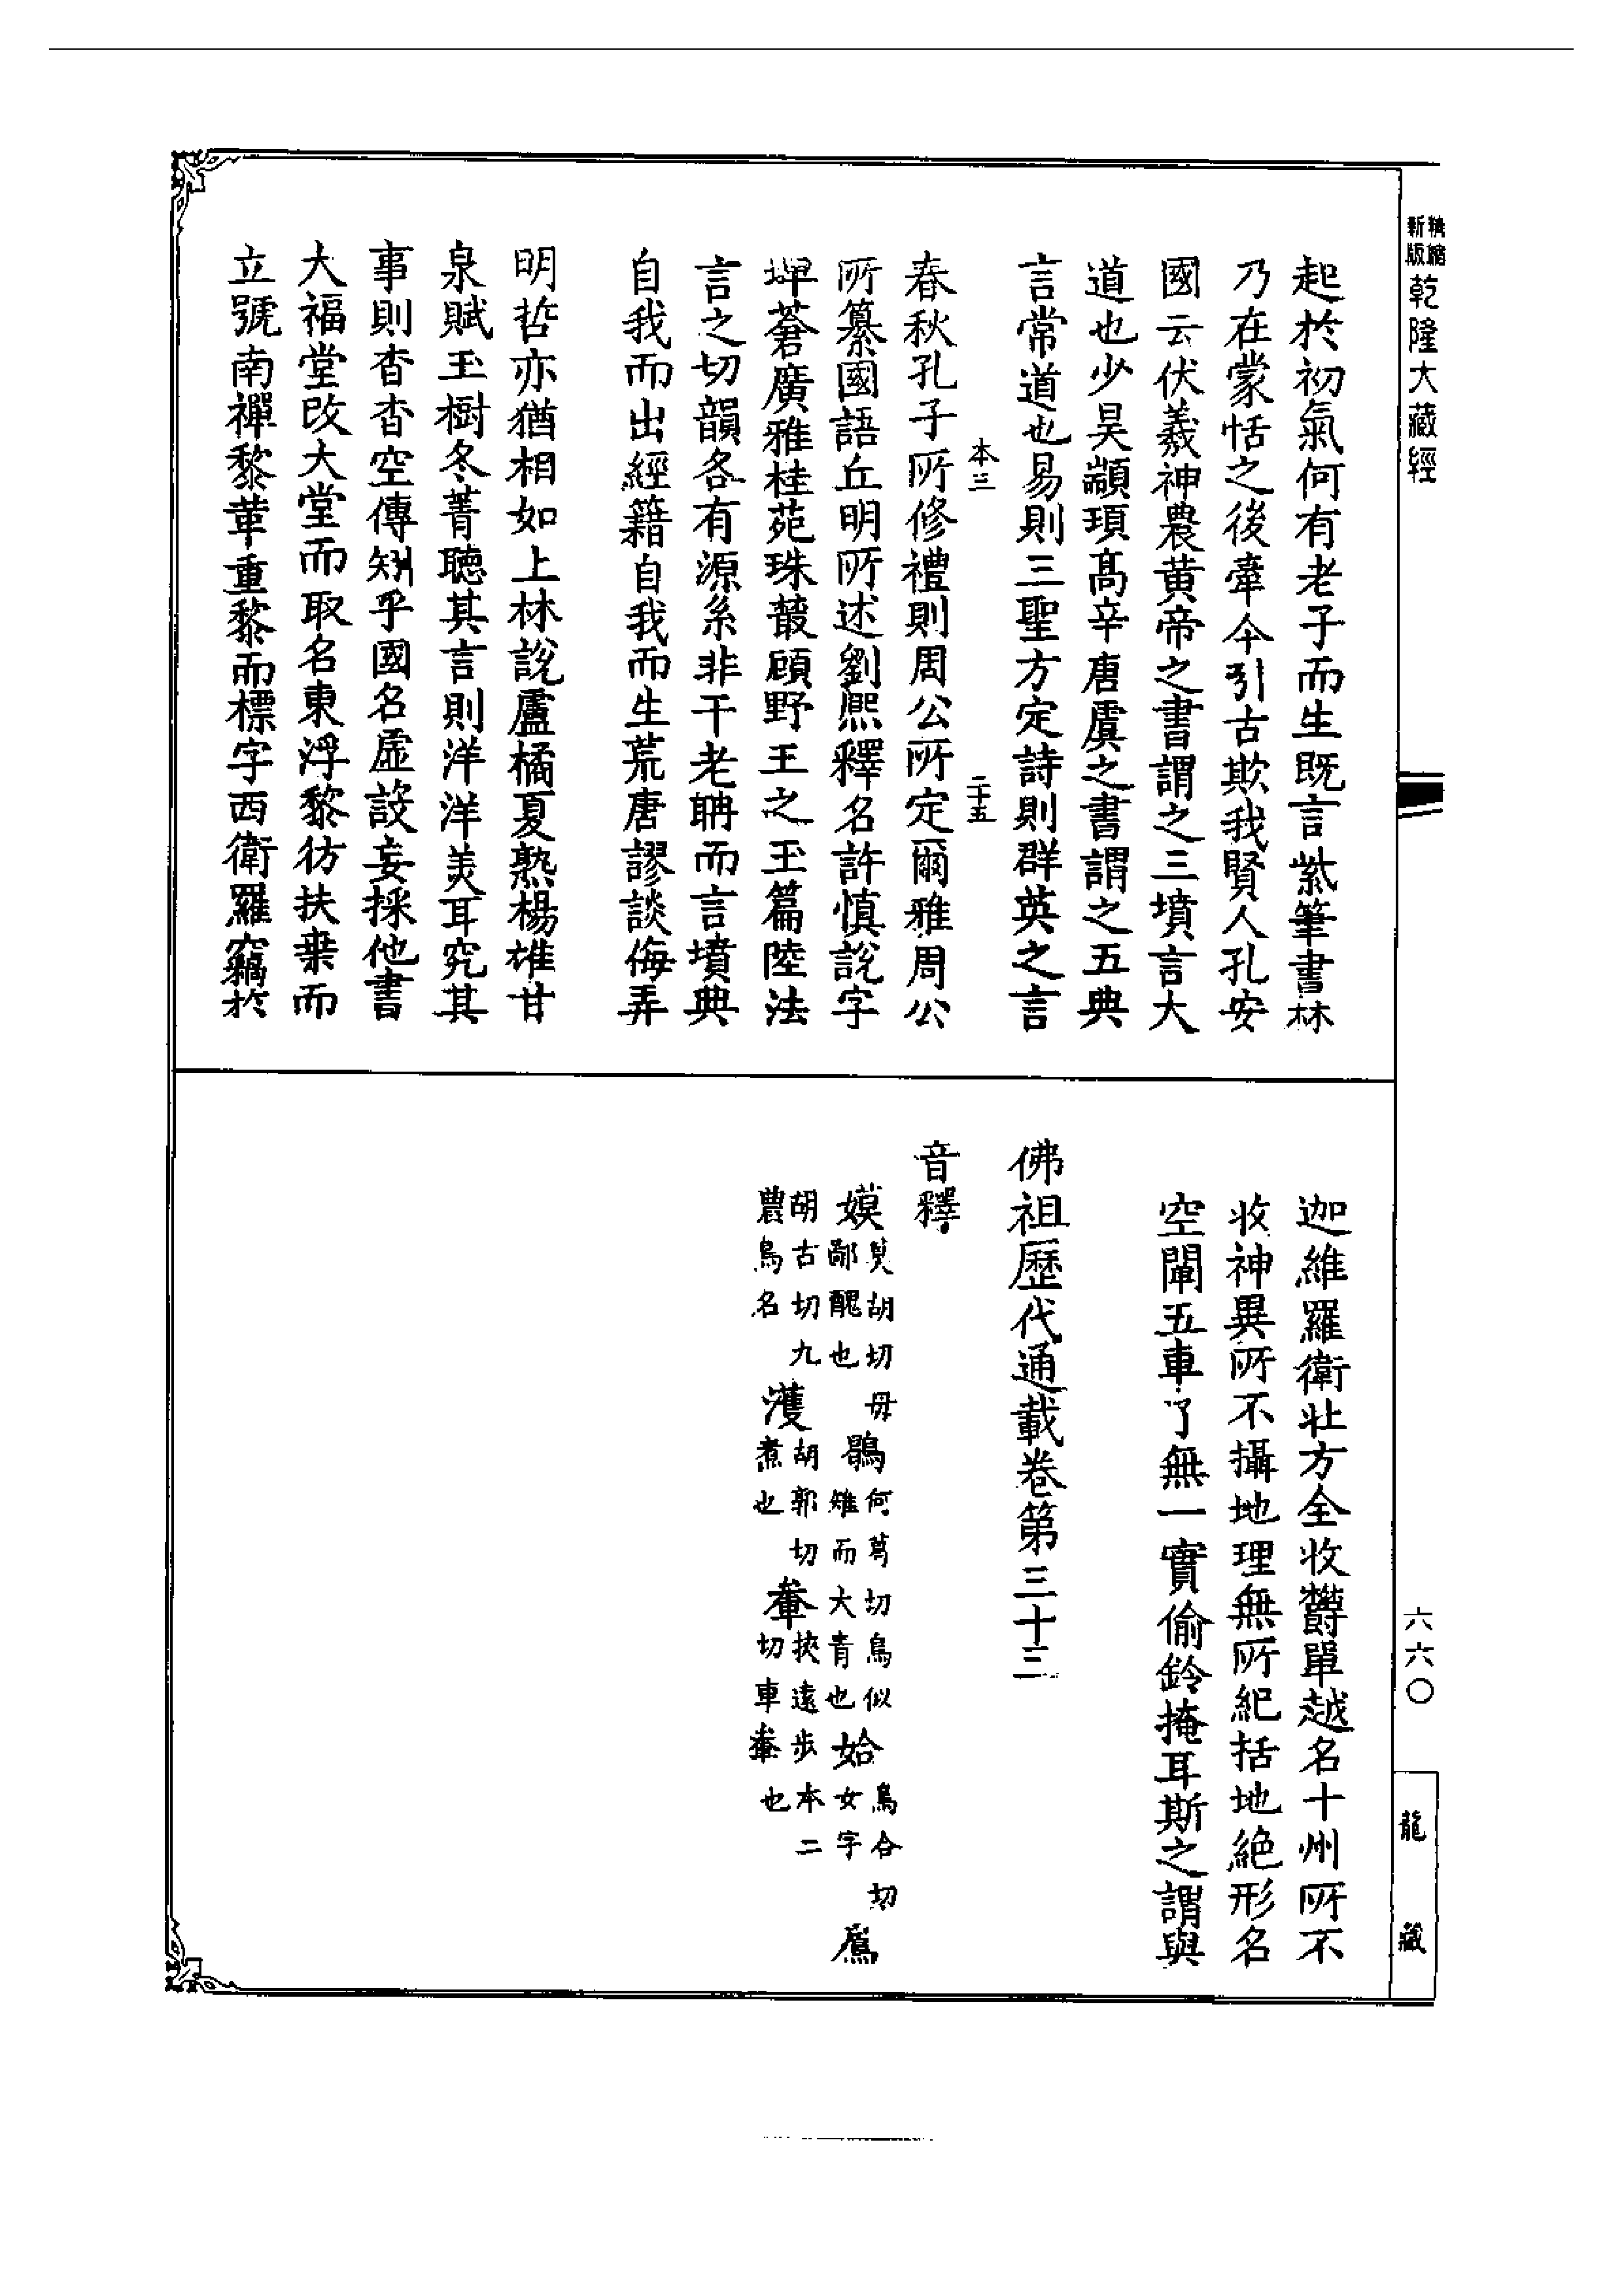 新版精縮乾隆大藏經
起於初氣何有老子而生既言紫筆書林
乃在蒙恬之後牽今引古欺我賢人孔安
國云伏羲神農黃帝之書謂之三墳言大
道也少昊顓頊髙辛唐虞之書謂之五典
言常道也易則三聖方定詩則群英之言
本三 二十五
春秋孔子所修禮則周公所定爾雅周公
所纂國語丘明所述劉熙釋名許慎說字
埤蒼廣雅桂苑珠叢顧野王之玉篇陸法
言之切韻各有源系非干老聃而言墳典
自我而出經籍自我而生荒唐謬談侮弄
明哲亦猶相如上林說盧橘夏熟楊雄甘
泉賦玉樹冬菁聽其言則洋洋美耳究其
事則杳杳空傳矧乎國名虛設妄採他書
大福堂改大堂而取名東浮黎彷扶桒而
立號南禪黎葦重黎而標字西衛羅竊於
迦維羅衛壯方全收欝單越名十州所不
收神異所不攝地理無所紀括地絕形名
空聞五車了無一實偷鈴掩耳斯之謂與
佛祖歷代通載卷第三十三
音釋
嫫莫胡切母鄙醜也 鶡何葛切鳥似雉而大青也 姶烏合切女字 鳸
胡古切九農鳥名 濩胡郭切煮也 輂挾遠步本二切車輂也
六六〇
龍藏